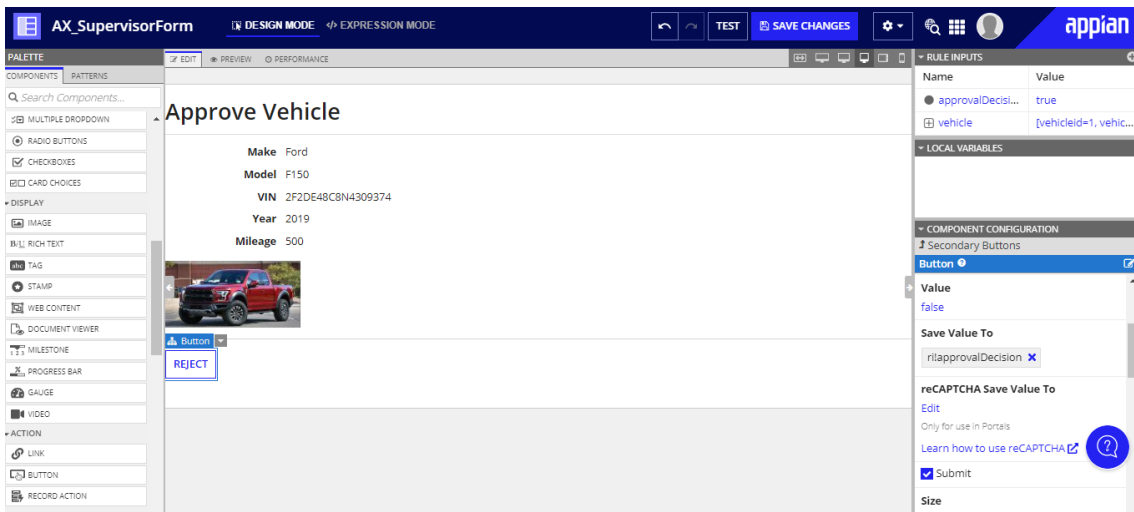 AX_SupervisorForm
DESIGN MODE
</> EXPRESSION MODE
TEST
SAVE CHANGES
appian
PALETTE
COMPONENTS
PATTERNS
Search Components...
MULTIPLE DROPDOWN
RADIO BUTTONS
CHECKBOXES
CARD CHOICES
DISPLAY
IMAGE
B/U RICH TEXT
abc TAG
STAMP
WEB CONTENT
DOCUMENT VIEWER
1 2 3 MILESTONE
PROGRESS BAR
GAUGE
VIDEO
ACTION
LINK
BUTTON
RECORD ACTION
EDIT
PREVIEW
PERFORMANCE
Approve Vehicle
Make Ford
Model F150
VIN 2F2DE48C8N4309374
Year 2019
Mileage 500
Button
REJECT
RULE INPUTS
Name Value
approvalDecisi... true
vehicle [vehicleid=1, vehic...
LOCAL VARIABLES
COMPONENT CONFIGURATION
Secondary Buttons
Button ?
Value
false
Save Value To
ri!approvalDecision
reCAPTCHA Save Value To
Edit
Only for use in Portals
Learn how to use reCAPTCHA
?
Submit
Size